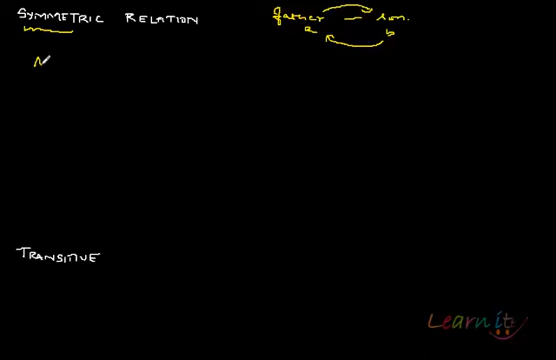 SYMMETRIC RELATION
father — son.
a b
TRANSITIVE
Learnit